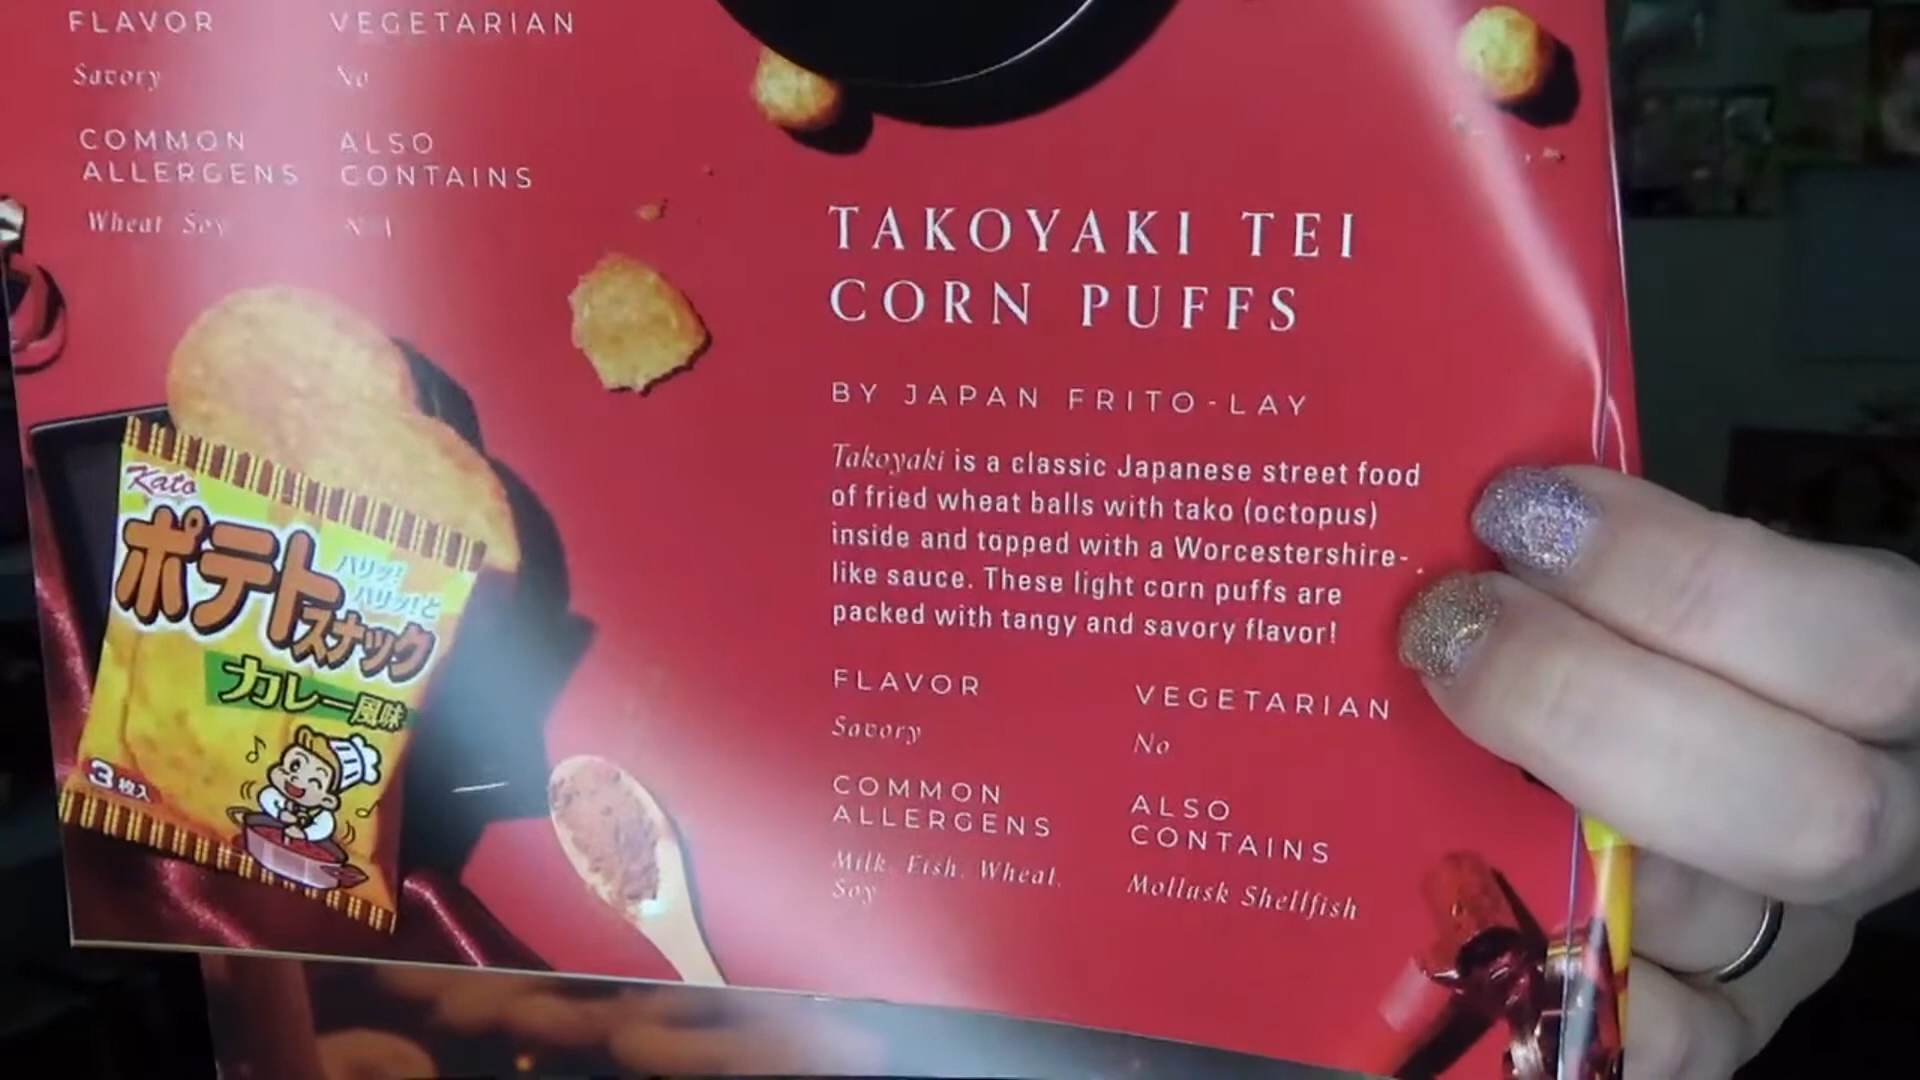 FLAVOR
VEGETARIAN
Savory
No
COMMON
ALLERGENS
ALSO
CONTAINS
Wheat Soy
Kato
ポテト
スナック
パリッ!
パリッ!と
カレー風味
3枚入
TAKOYAKI TEI
CORN PUFFS
BY JAPAN FRITO-LAY
Takoyaki is a classic Japanese street food
of fried wheat balls with tako (octopus)
inside and topped with a Worcestershire-
like sauce. These light corn puffs are
packed with tangy and savory flavor!
FLAVOR
VEGETARIAN
Savory
No
COMMON
ALLERGENS
ALSO
CONTAINS
Milk, Fish, Wheat,
Soy
Mollusk Shellfish